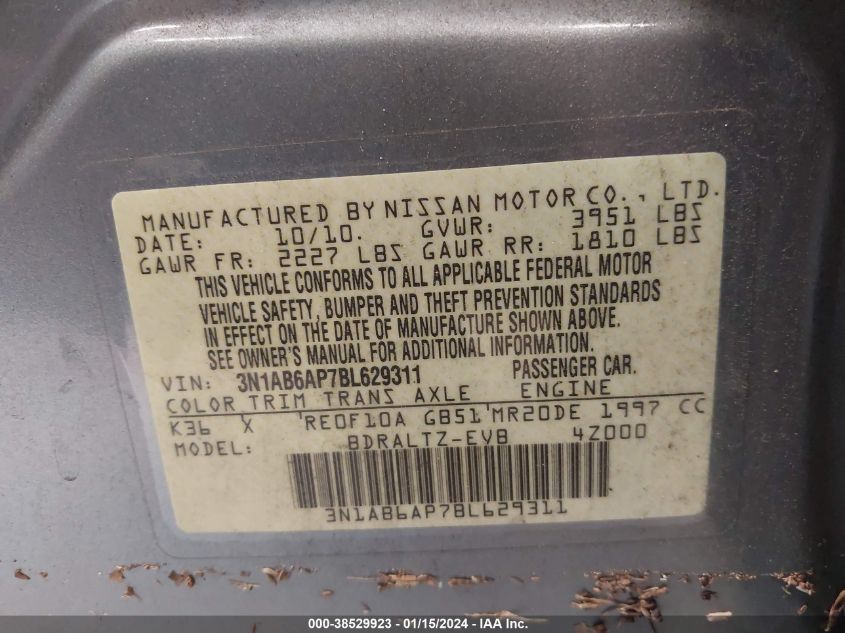 MANUFACTURED BY NISSAN MOTOR CO., LTD.
DATE: 10/10. GVWR: 3951 LBS
GAWR FR: 2227 LBS GAWR RR: 1810 LBS
THIS VEHICLE CONFORMS TO ALL APPLICABLE FEDERAL MOTOR
VEHICLE SAFETY, BUMPER AND THEFT PREVENTION STANDARDS
IN EFFECT ON THE DATE OF MANUFACTURE SHOWN ABOVE.
SEE OWNER'S MANUAL FOR ADDITIONAL INFORMATION.
VIN: 3N1AB6AP7BL629311 PASSENGER CAR.
COLOR TRIM TRANS AXLE ENGINE
K36 X 'RE0F10A GB51'MR20DE 1997 CC
MODEL: BDRALTZ-EVB 4Z000
3N1AB6AP7BL629311
000-38529923 - 01/15/2024 - IAA Inc.